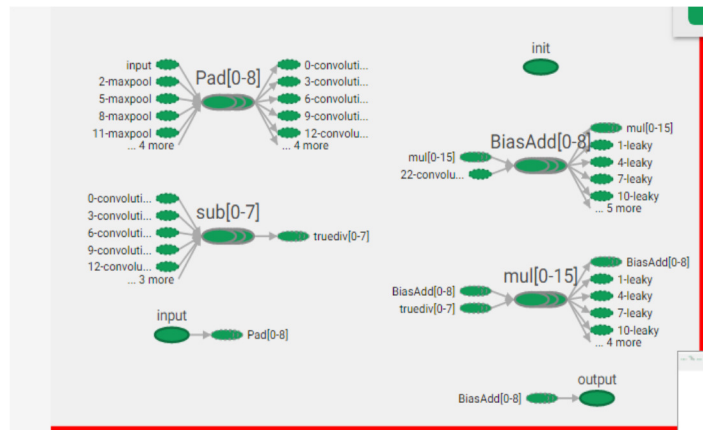 input
2-maxpool
5-maxpool
8-maxpool
11-maxpool
... 4 more
Pad[0-8]
0-convoluti...
3-convoluti...
6-convoluti...
9-convoluti...
12-convolu...
... 4 more
init
mul[0-15]
22-convolu...
BiasAdd[0-8]
mul[0-15]
1-leaky
4-leaky
7-leaky
10-leaky
... 5 more
0-convoluti...
3-convoluti...
6-convoluti...
9-convoluti...
12-convolu...
... 3 more
sub[0-7]
truediv[0-7]
BiasAdd[0-8]
truediv[0-7]
mul[0-15]
BiasAdd[0-8]
1-leaky
4-leaky
7-leaky
10-leaky
... 4 more
input
Pad[0-8]
BiasAdd[0-8]
output